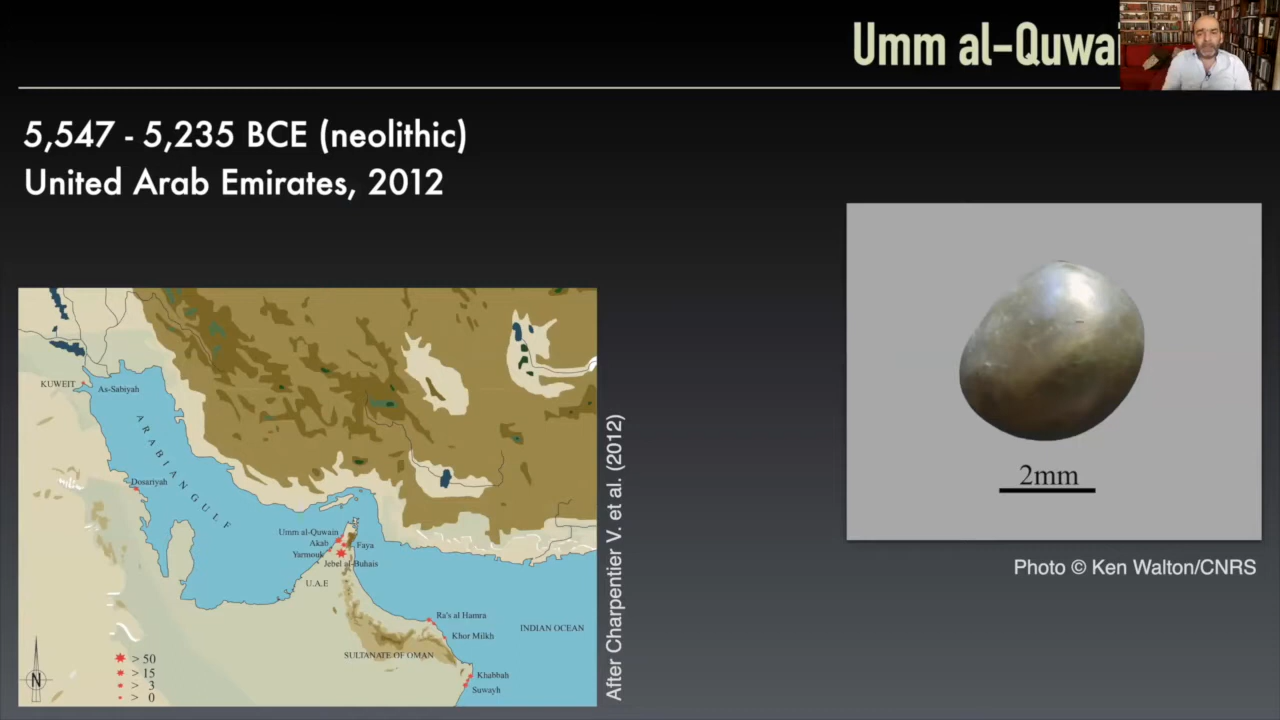 Umm al-Quwai
5,547 - 5,235 BCE (neolithic)
United Arab Emirates, 2012
KUWEIT
As-Sabiyah
ARABIAN GULF
Dosariyah
Umm al-Quwain
Akab
Faya
Yarmouk
Jebel al-Buhais
U.A.E
Ra's al Hamra
INDIAN OCEAN
Khor Milkh
SULTANATE OF OMAN
Khabbah
Suwayh
N
> 50
> 15
> 3
> 0
After Charpentier V. et al. (2012)
2mm
Photo © Ken Walton/CNRS